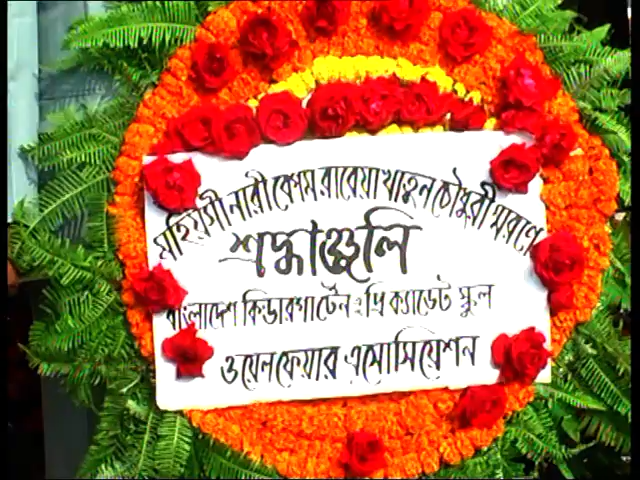 মহিয়সী নারী বেগম রাবেয়া খাতুন চৌধুরী স্মরণে
শ্রদ্ধাঞ্জলি
বাংলাদেশ কিন্ডারগার্টেন ঃ প্রি ক্যাডেট স্কুল
ওয়েলফেয়ার এসোসিয়েশন